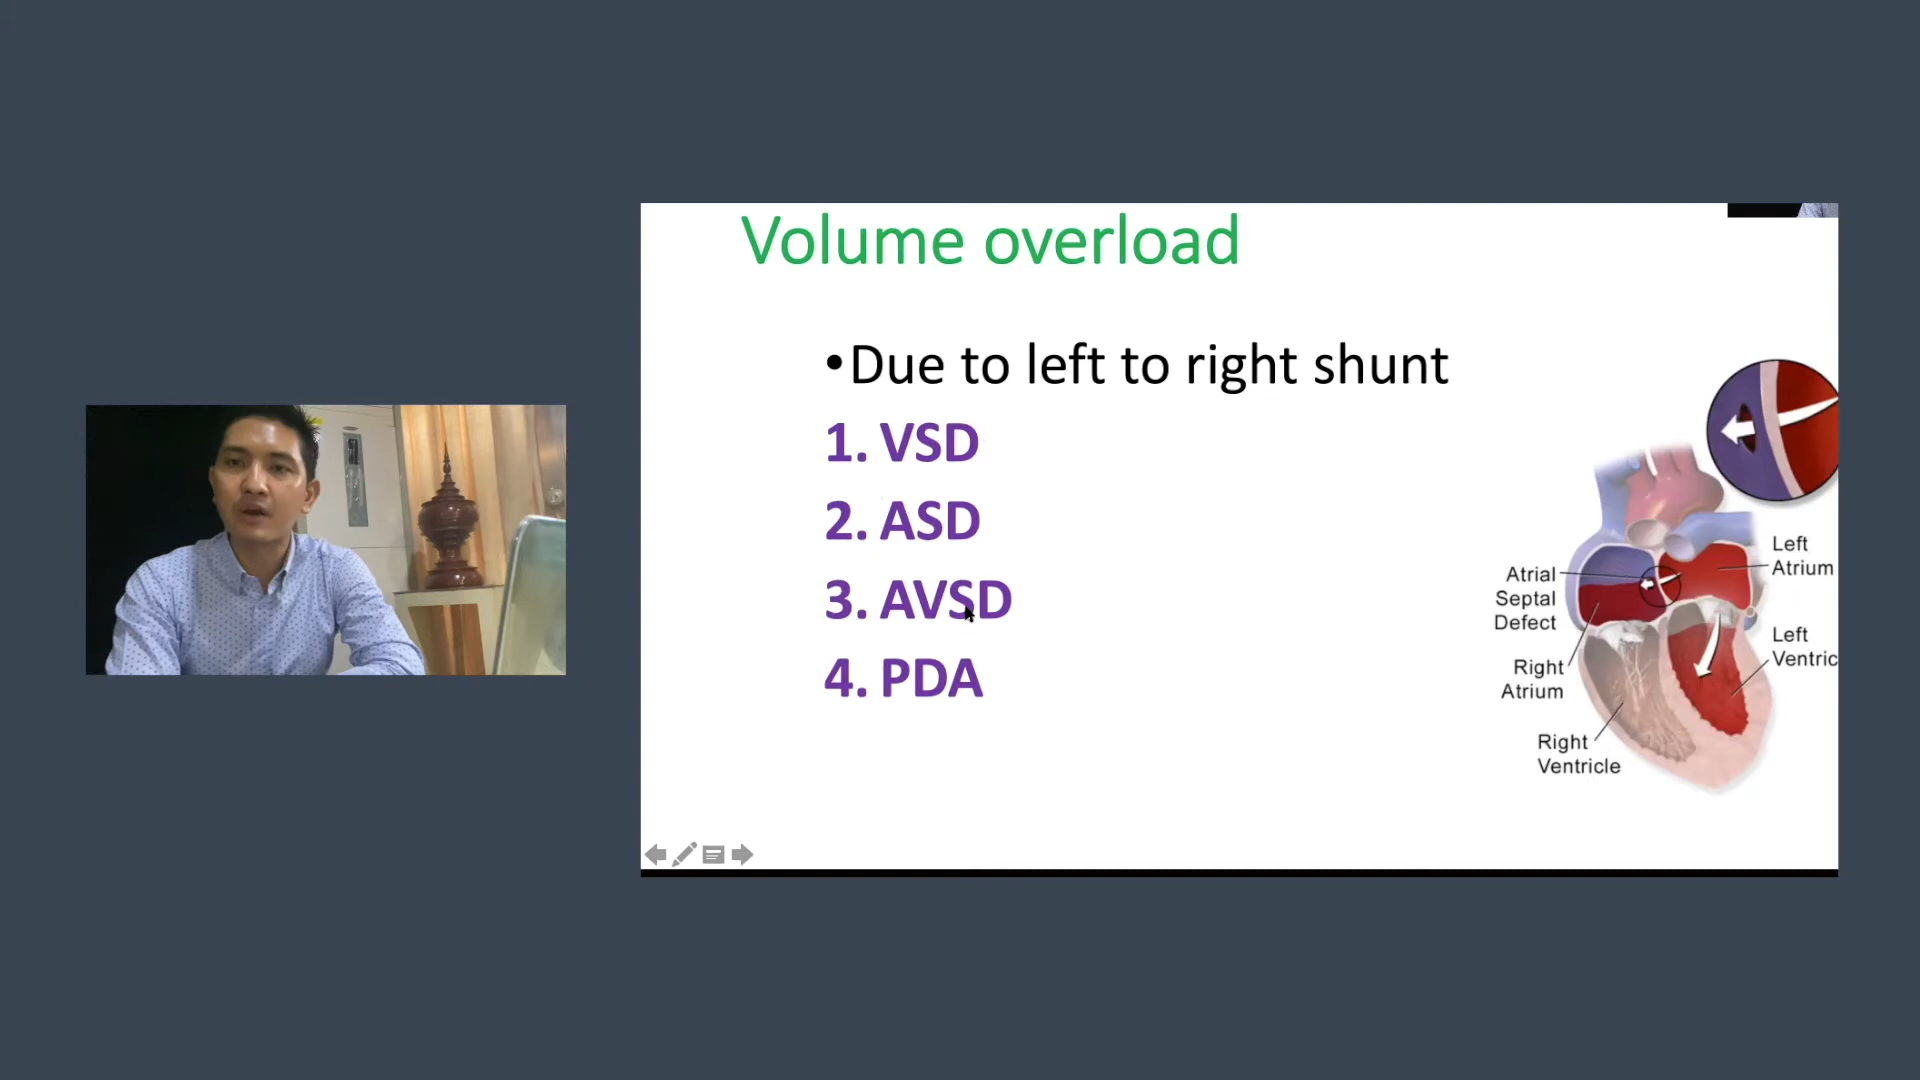 Volume overload
•Due to left to right shunt
1. VSD
2. ASD
3. AVSD
4. PDA
Left
Atrium
Atrial
Septal
Defect
Left
Ventric
Right
Atrium
Right
Ventricle